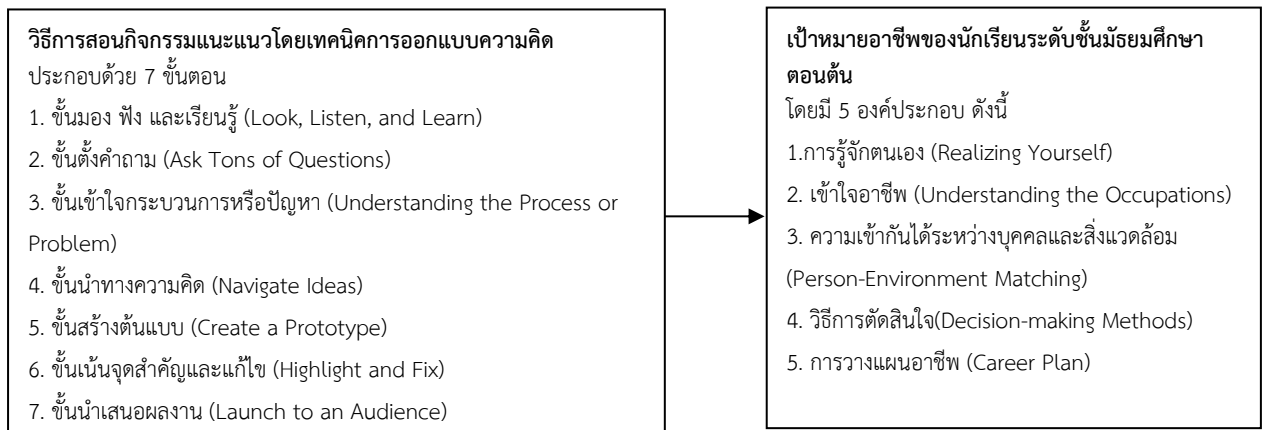 วิธีการสอนกิจกรรมแนะแนวโดยเทคนิคการออกแบบความคิด
ประกอบด้วย 7 ขั้นตอน
1. ขั้นมอง ฟัง และเรียนรู้ (Look, Listen, and Learn)
2. ขั้นตั้งคำถาม (Ask Tons of Questions)
3. ขั้นเข้าใจกระบวนการหรือปัญหา (Understanding the Process or
Problem)
4. ขั้นนำทางความคิด (Navigate Ideas)
5. ขั้นสร้างต้นแบบ (Create a Prototype)
6. ขั้นเน้นจุดสำคัญและแก้ไข (Highlight and Fix)
7. ขั้นนำเสนอผลงาน (Launch to an Audience)
เป้าหมายอาชีพของนักเรียนระดับชั้นมัธยมศึกษา
ตอนต้น
โดยมี 5 องค์ประกอบ ดังนี้
1.การรู้จักตนเอง (Realizing Yourself)
2. เข้าใจอาชีพ (Understanding the Occupations)
3. ความเข้ากันได้ระหว่างบุคคลและสิ่งแวดล้อม
(Person-Environment Matching)
4. วิธีการตัดสินใจ(Decision-making Methods)
5. การวางแผนอาชีพ (Career Plan)